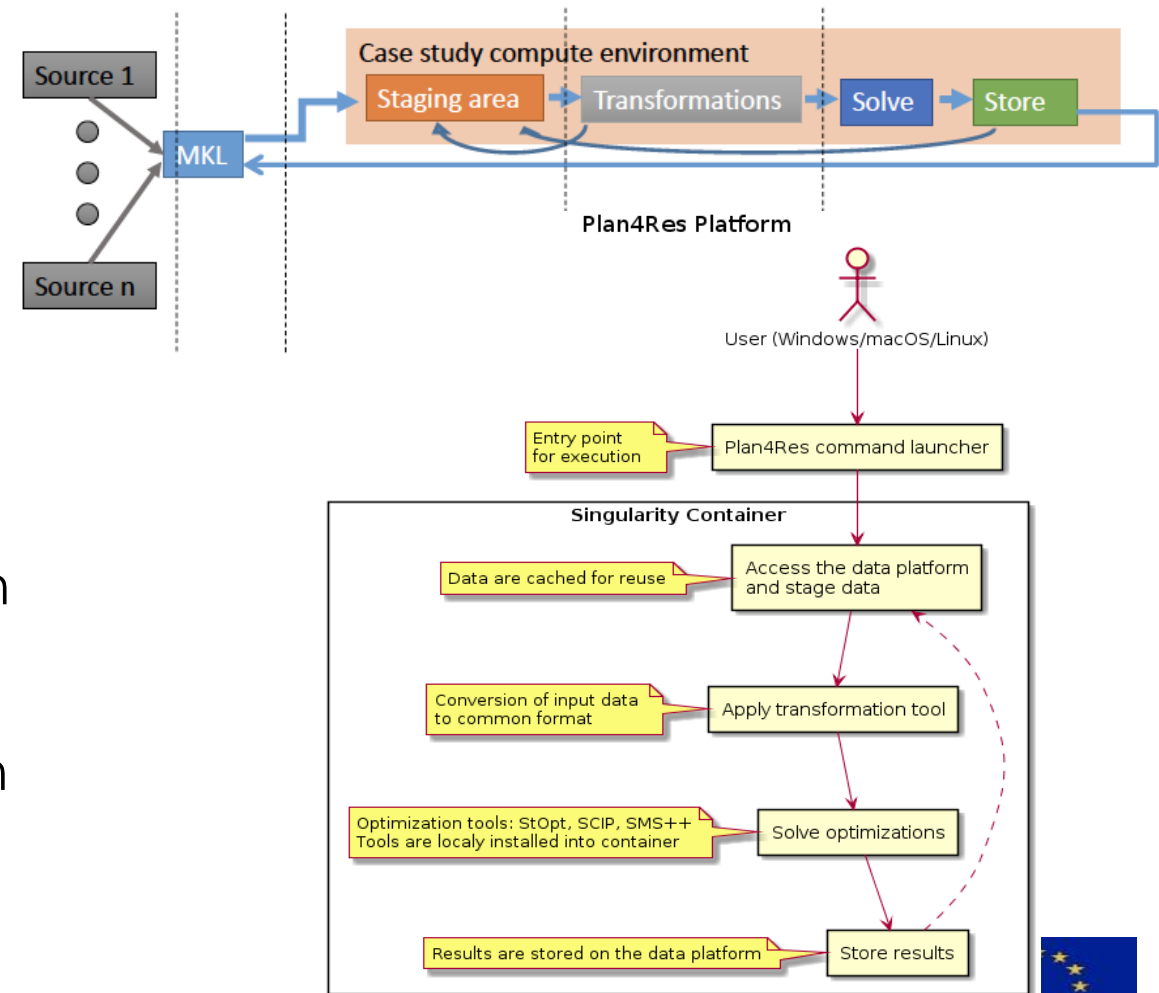 Case study compute environment
Source 1
Staging area
Transformations
Solve
Store
MKL
Source n
Plan4Res Platform
User (Windows/macOS/Linux)
Entry point
for execution
Plan4Res command launcher
Singularity Container
Data are cached for reuse
Access the data platform
and stage data
Conversion of input data
to common format
Apply transformation tool
Optimization tools: StOpt, SCIP, SMS++
Tools are localy installed into container
Solve optimizations
Results are stored on the data platform
Store results